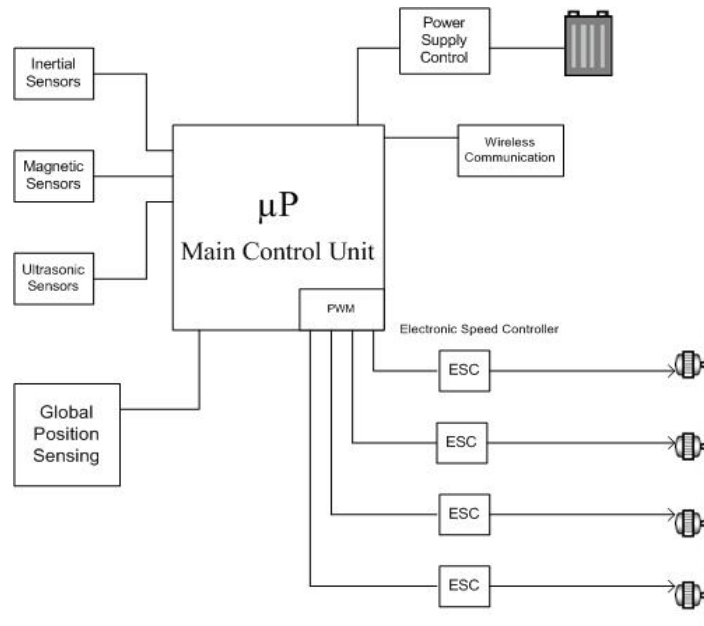 Power
Supply
Control
Inertial
Sensors
Wireless
Communication
Magnetic
Sensors
µP
Main Control Unit
Ultrasonic
Sensors
PWM
Electronic Speed Controller
ESC
Global
Position
Sensing
ESC
ESC
ESC